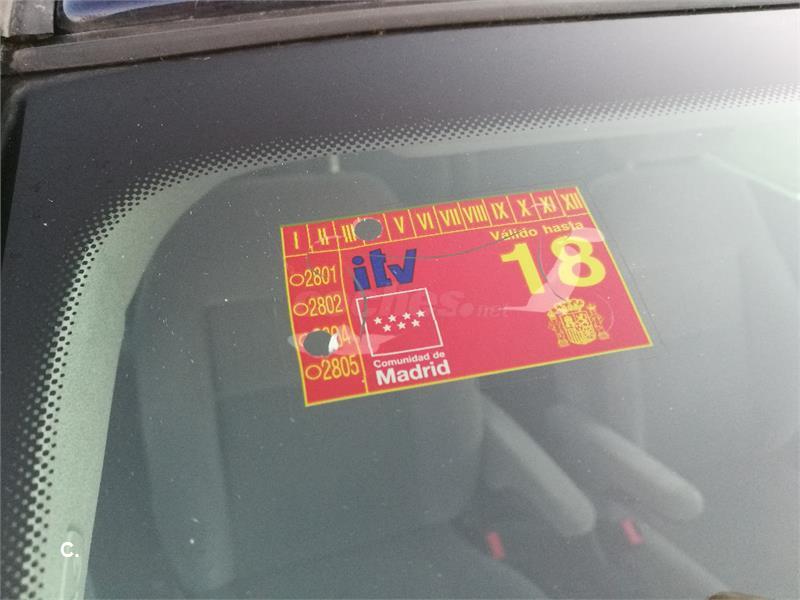 I II III V VI VII VIII IX X XI XII
Válido hasta
18
itv
2801
2802
2805
Comunidad de
Madrid
C.